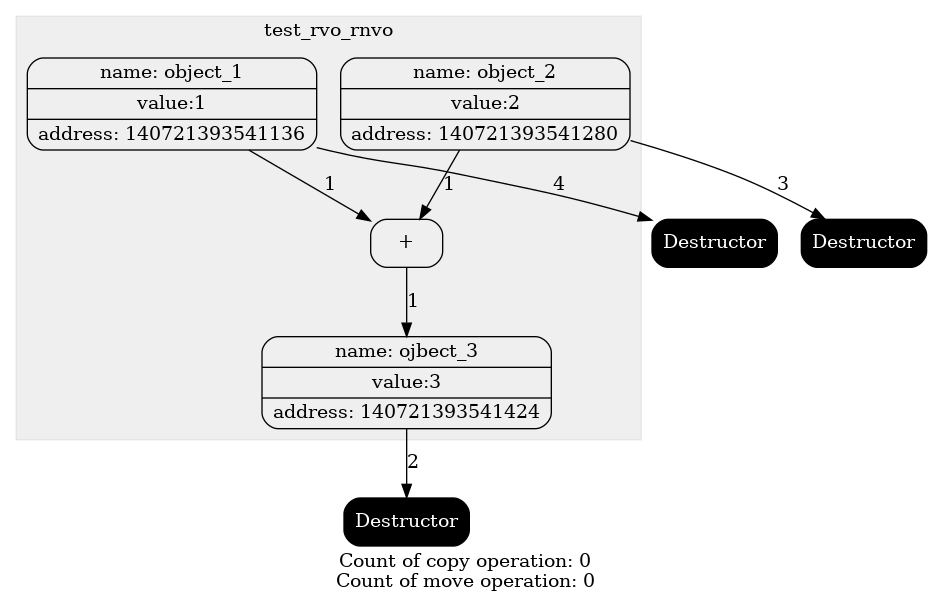 test_rvo_rnvo
name: object_1
value:1
address: 140721393541136
name: object_2
value:2
address: 140721393541280
1
1
4
3
+
Destructor
Destructor
1
name: ojbect_3
value:3
address: 140721393541424
2
Destructor
Count of copy operation: 0
Count of move operation: 0